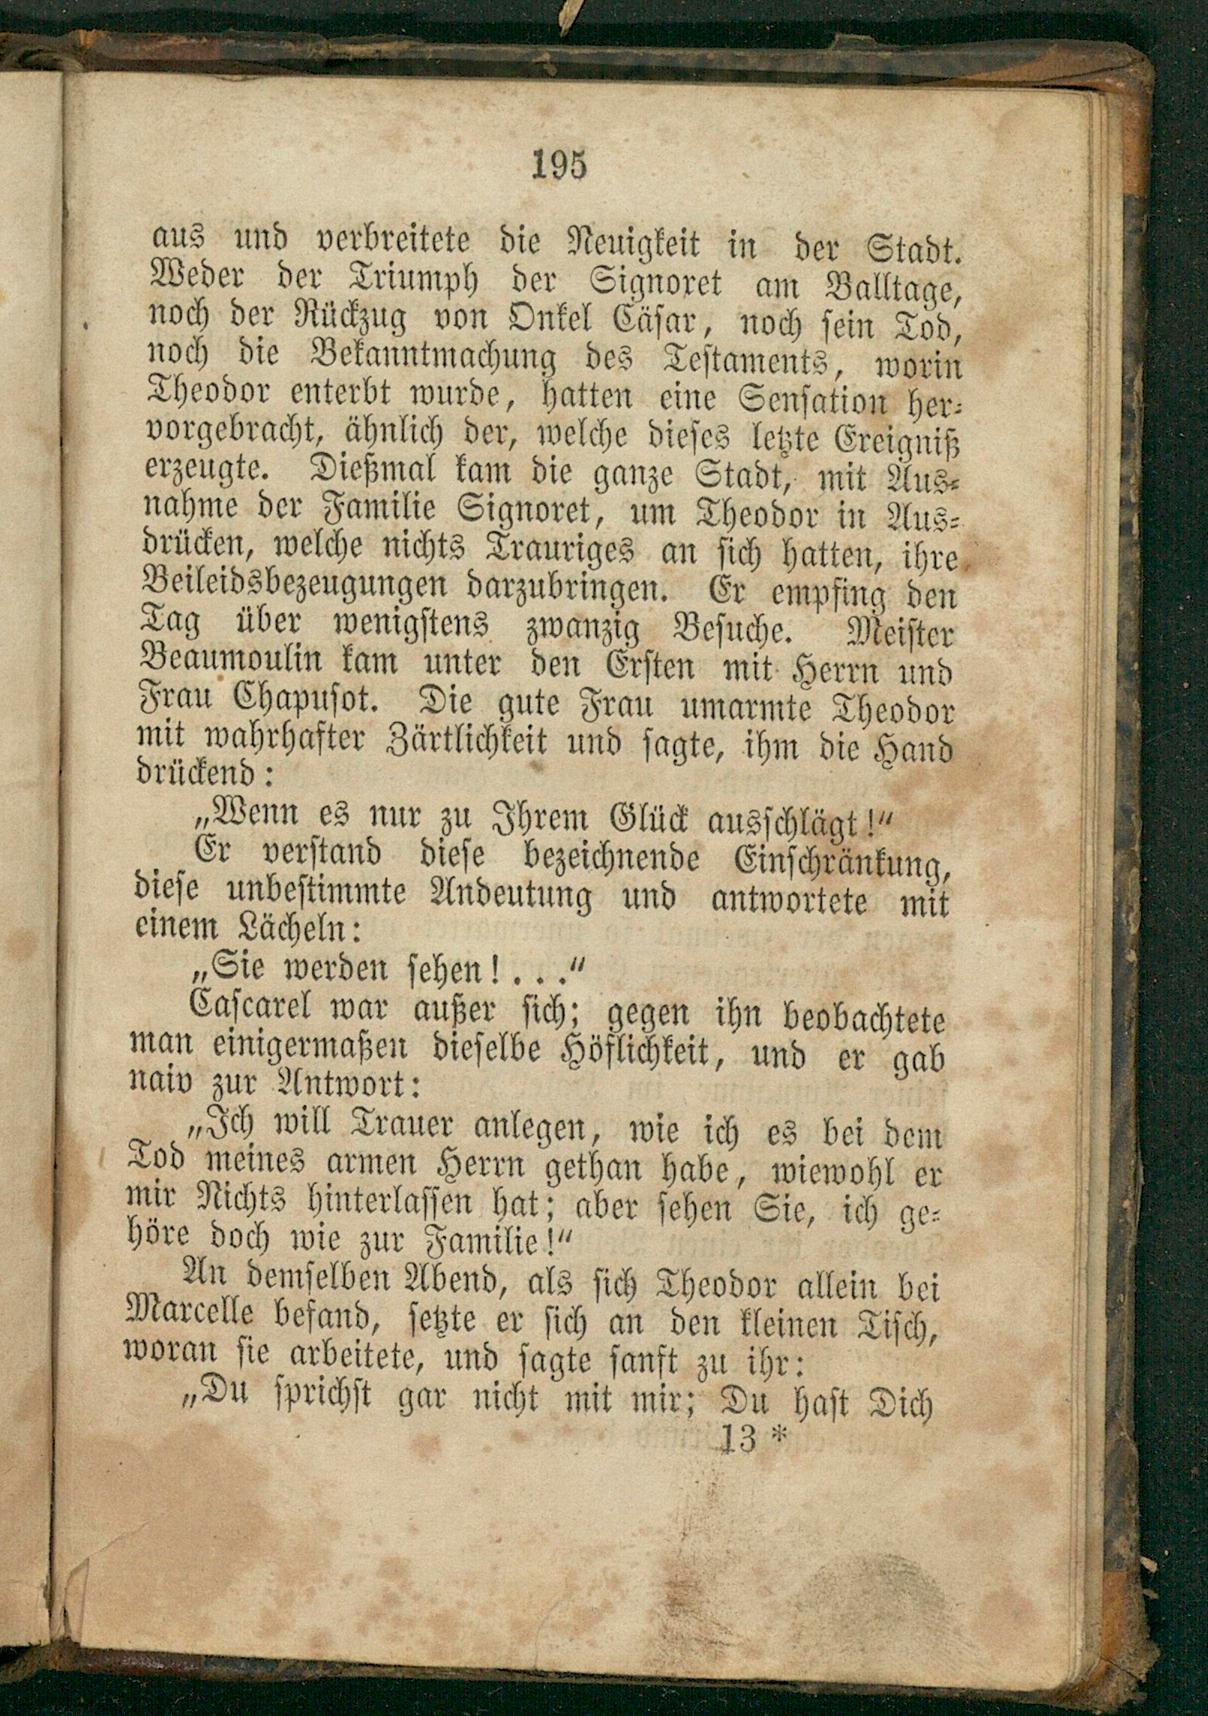 195
aus und verbreitete die Neuigkeit in der Stadt.
Weder der Triumph der Signoret am Balltage,
noch der Rückzug von Onkel Cäsar, noch sein Tod,
noch die Bekanntmachung des Testaments, worin
Theodor enterbt wurde, hatten eine Sensation her-
vorgebracht, ähnlich der, welche dieses letzte Ereigniß
erzeugte. Dießmal kam die ganze Stadt, mit Aus-
nahme der Familie Signoret, um Theodor in Aus-
drücken, welche nichts Trauriges an sich hatten, ihre
Beileidsbezeugungen darzubringen. Er empfing den
Tag über wenigstens zwanzig Besuche. Meister
Beaumoulin kam unter den Ersten mit Herrn und
Frau Chapusot. Die gute Frau umarmte Theodor
mit wahrhafter Zärtlichkeit und sagte, ihm die Hand
drückend:
„Wenn es nur zu Ihrem Glück ausschlägt!“
Er verstand diese bezeichnende Einschränkung,
diese unbestimmte Andeutung und antwortete mit
einem Lächeln:
„Sie werden sehen!...“
Cascarel war außer sich; gegen ihn beobachtete
man einigermaßen dieselbe Höflichkeit, und er gab
naiv zur Antwort:
„Ich will Trauer anlegen, wie ich es bei dem
Tod meines armen Herrn gethan habe, wiewohl er
mir Nichts hinterlassen hat; aber sehen Sie, ich ge-
höre doch wie zur Familie!“
An demselben Abend, als sich Theodor allein bei
Marcelle befand, setzte er sich an den kleinen Tisch,
woran sie arbeitete, und sagte sanft zu ihr:
„Du sprichst gar nicht mit mir; Du hast Dich
13 *